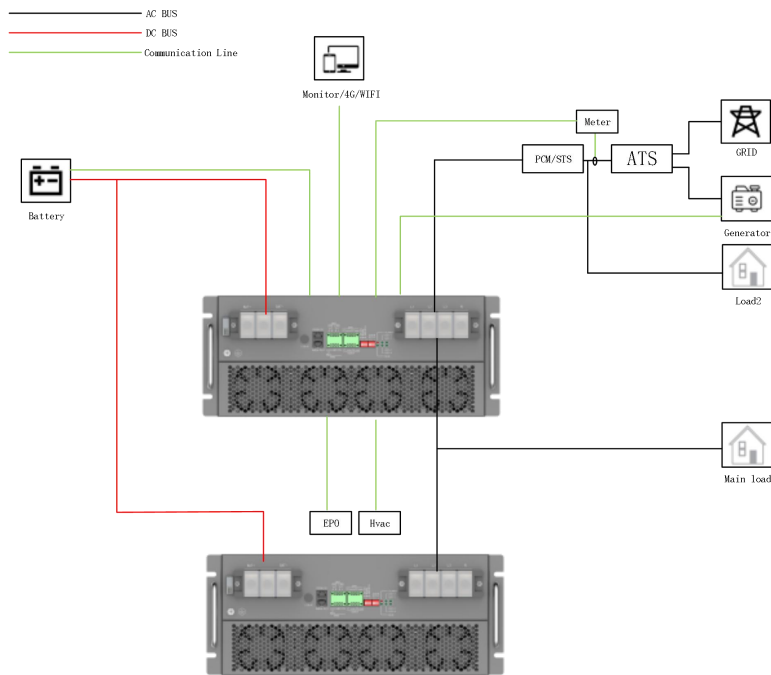 AC BUS
DC BUS
Communication Line
Monitor/4G/WIFI
Meter
PCM/STS
ATS
GRID
Battery
Generator
Load2
Main load
EPO
Hvac